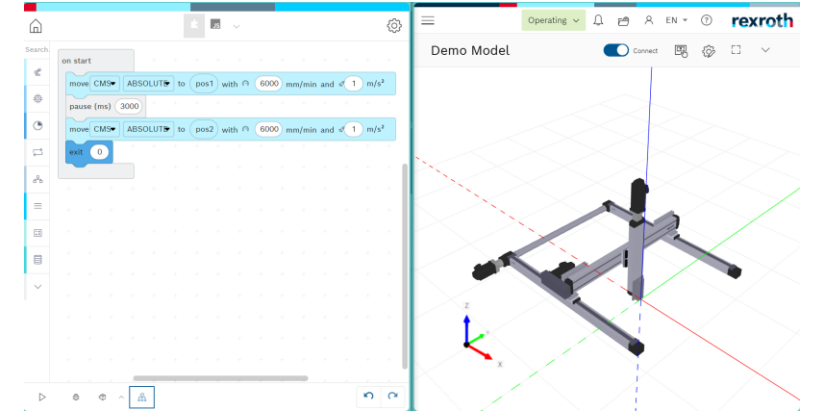 Search.
on start
move CMS ABSOLUTE to pos1 with 6000 mm/min and 1 m/s²
pause (ms) 3000
move CMS ABSOLUTE to pos2 with 6000 mm/min and 1 m/s²
exit 0
Operating EN rexroth
Demo Model Connect
Z
X